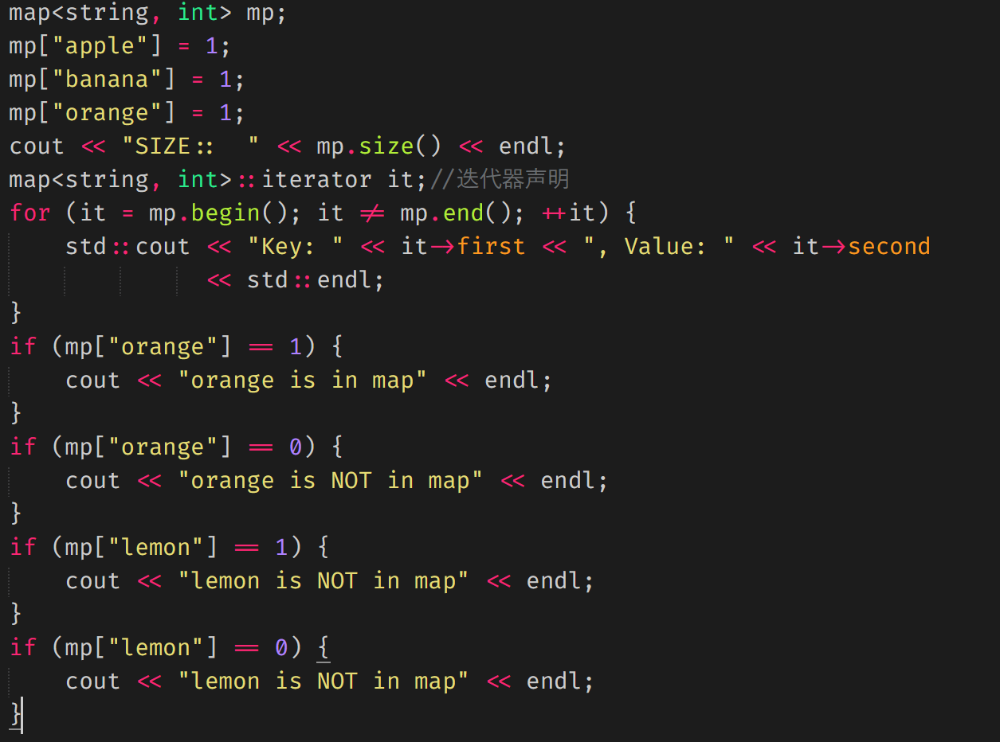 map<string, int> mp;
mp["apple"] = 1;
mp["banana"] = 1;
mp["orange"] = 1;
cout << "SIZE::  " << mp.size() << endl;
map<string, int>::iterator it;//迭代器声明
for (it = mp.begin(); it != mp.end(); ++it) {
    std::cout << "Key: " << it->first << ", Value: " << it->second
              << std::endl;
}
if (mp["orange"] == 1) {
    cout << "orange is in map" << endl;
}
if (mp["orange"] == 0) {
    cout << "orange is NOT in map" << endl;
}
if (mp["lemon"] == 1) {
    cout << "lemon is NOT in map" << endl;
}
if (mp["lemon"] == 0) {
    cout << "lemon is NOT in map" << endl;
}